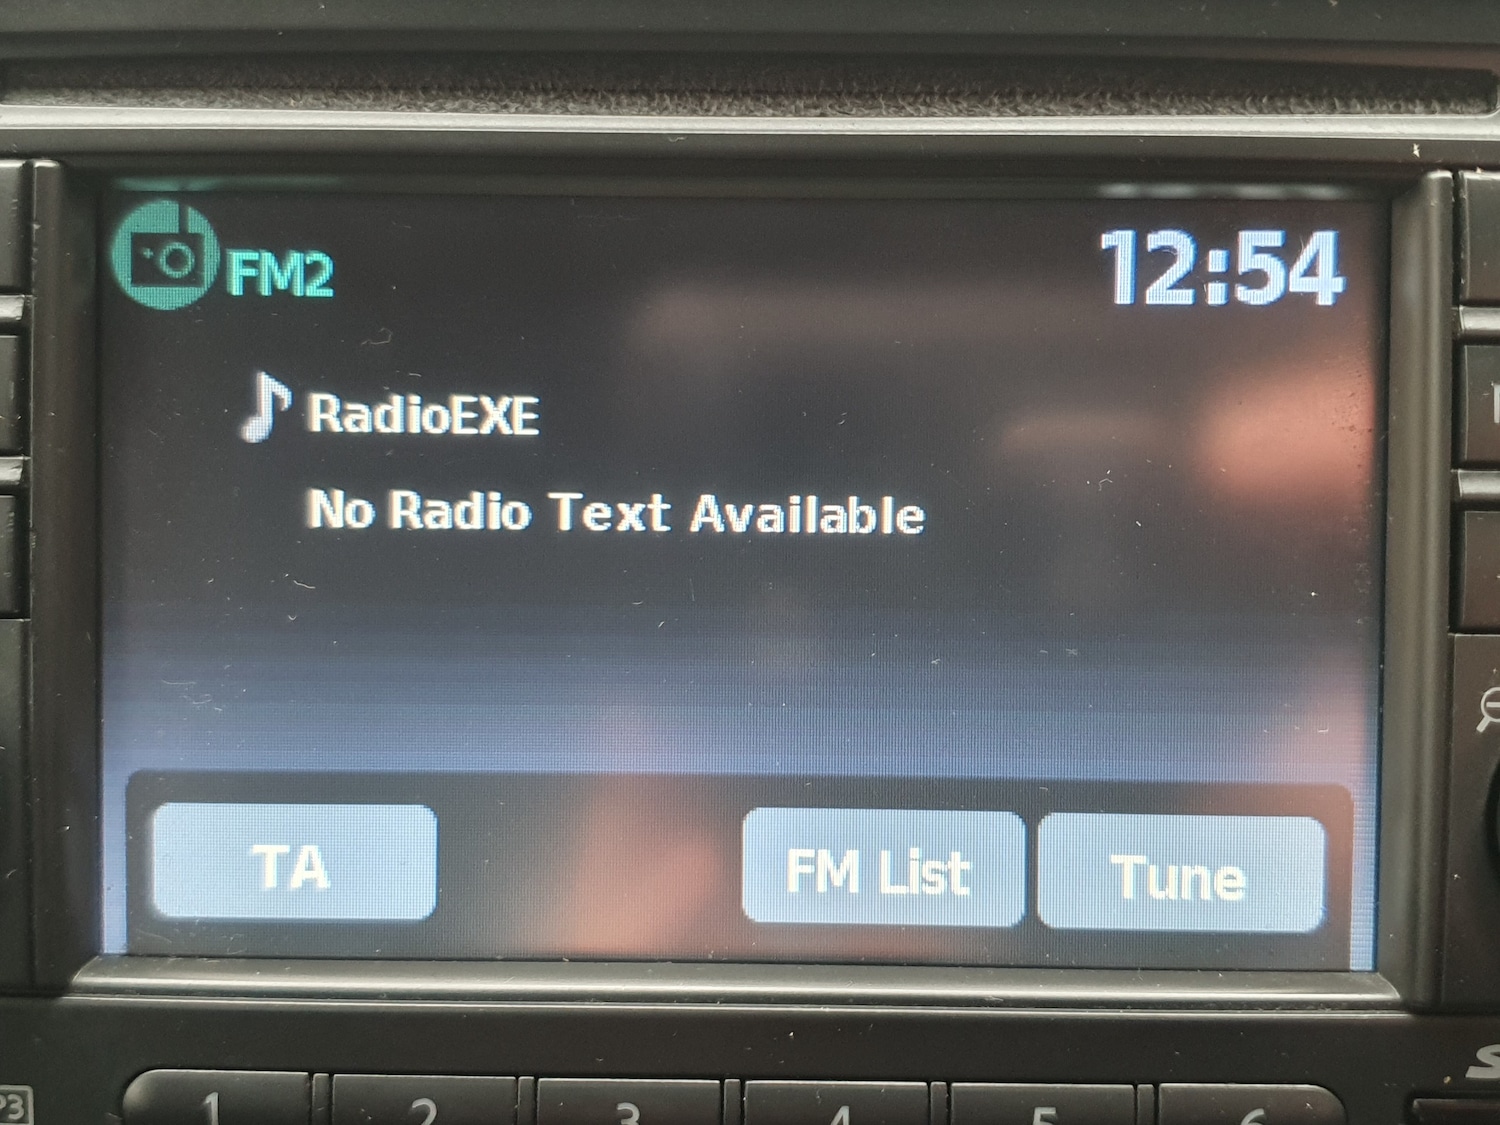 FM2
12:54
RadioEXE
No Radio Text Available
TA
FM List
Tune
1 2 3 4 5 6